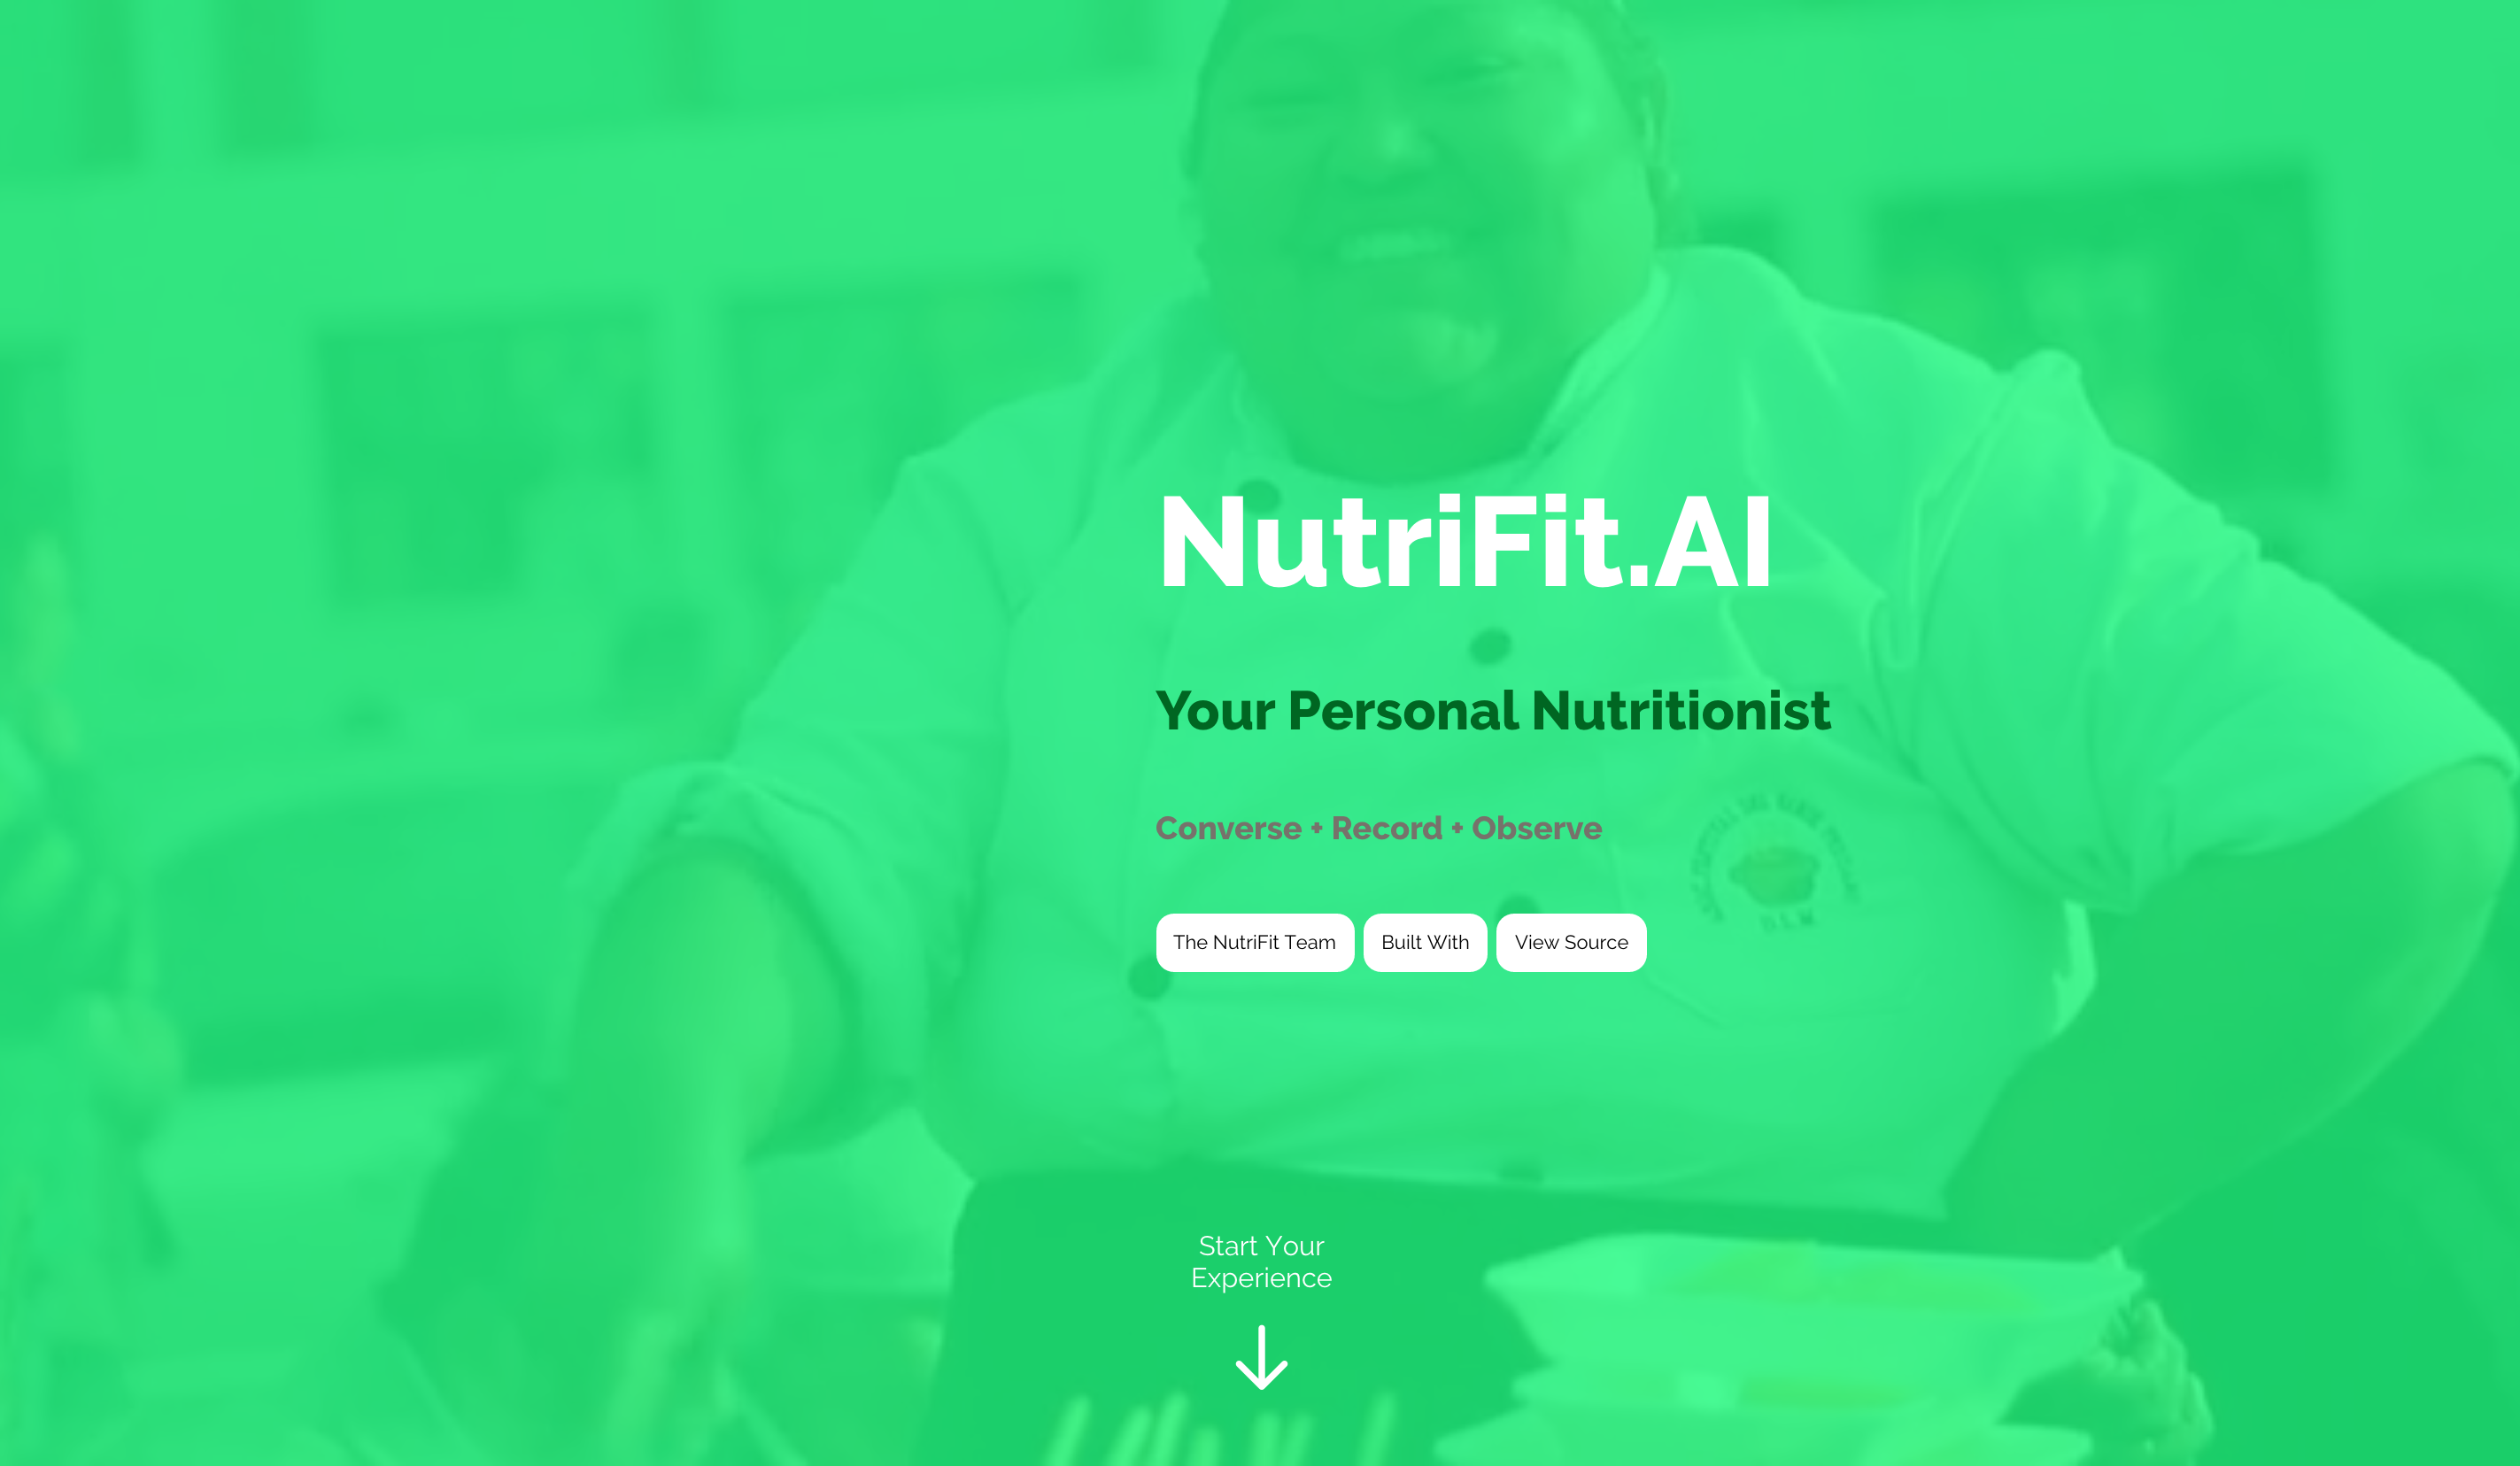 NutriFit.AI
Your Personal Nutritionist
Converse + Record + Observe
The NutriFit Team
Built With
View Source
Start Your
Experience